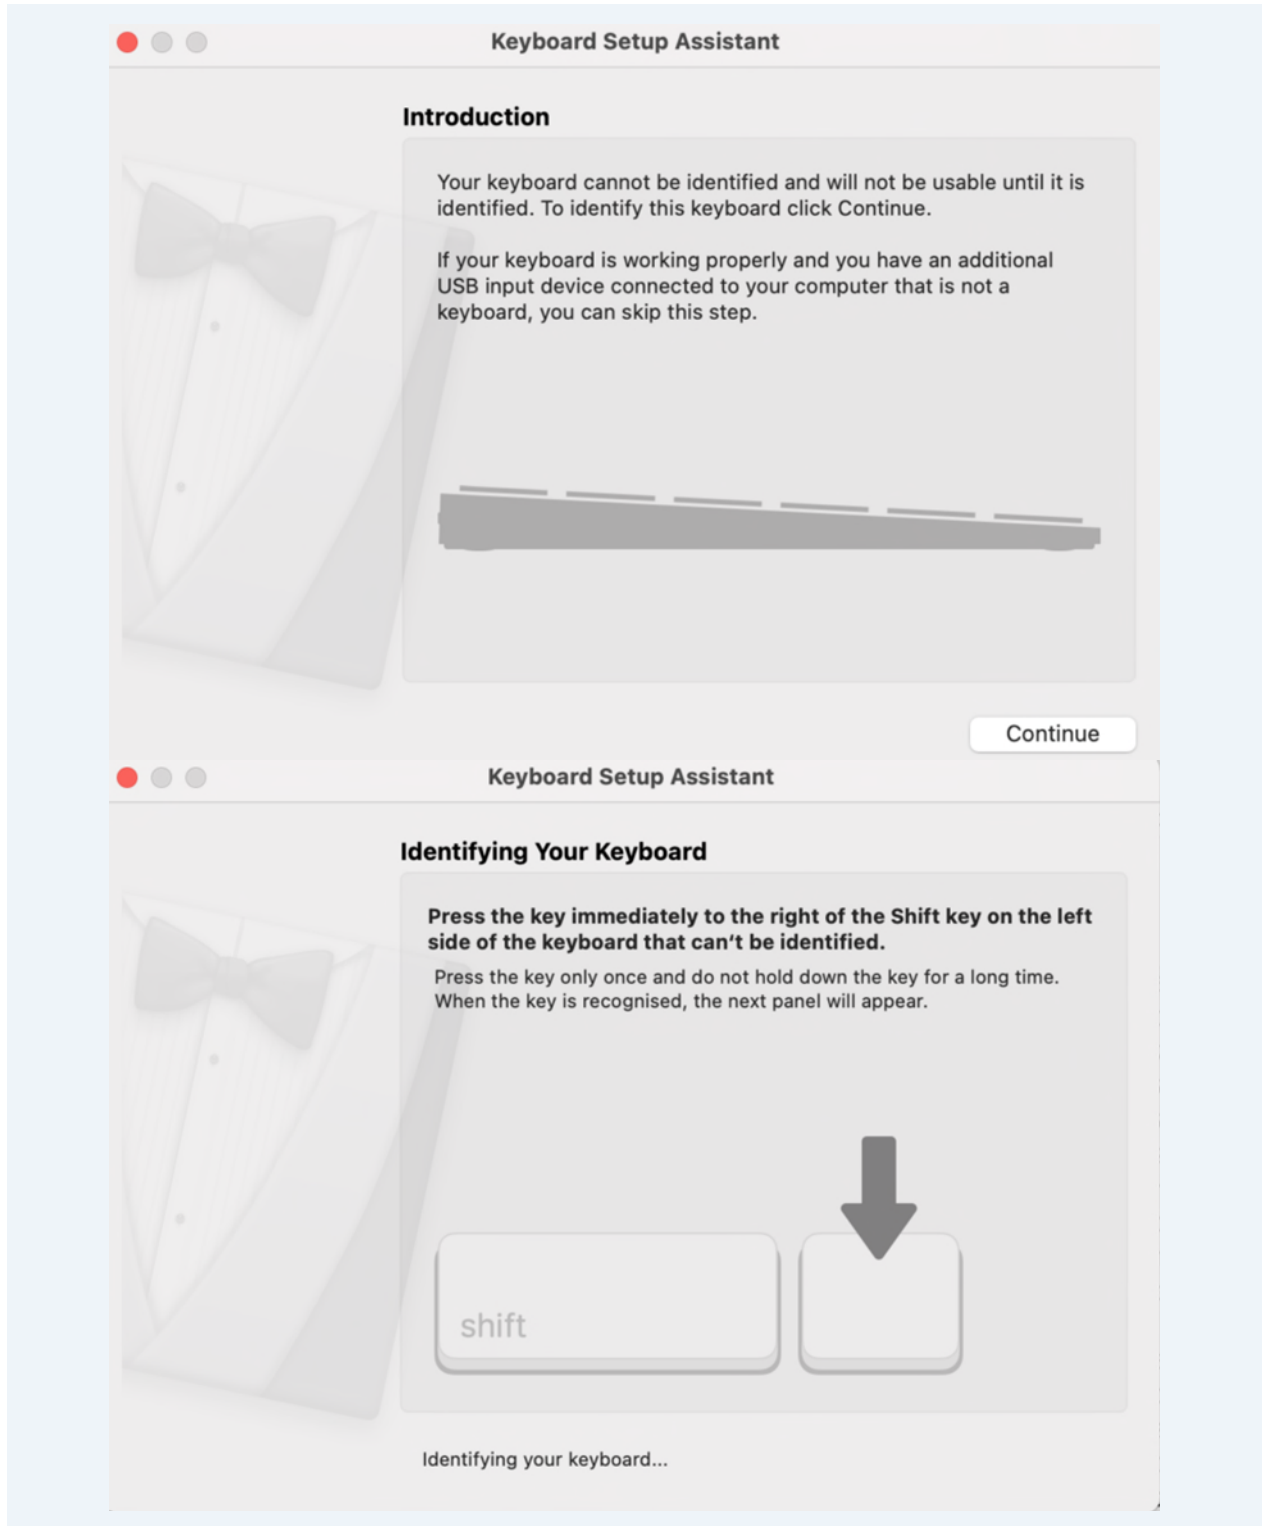 Keyboard Setup Assistant
Introduction
Your keyboard cannot be identified and will not be usable until it is
identified. To identify this keyboard click Continue.
If your keyboard is working properly and you have an additional
USB input device connected to your computer that is not a
keyboard, you can skip this step.
Continue
Keyboard Setup Assistant
Identifying Your Keyboard
Press the key immediately to the right of the Shift key on the left
side of the keyboard that can't be identified.
Press the key only once and do not hold down the key for a long time.
When the key is recognised, the next panel will appear.
shift
Identifying your keyboard...